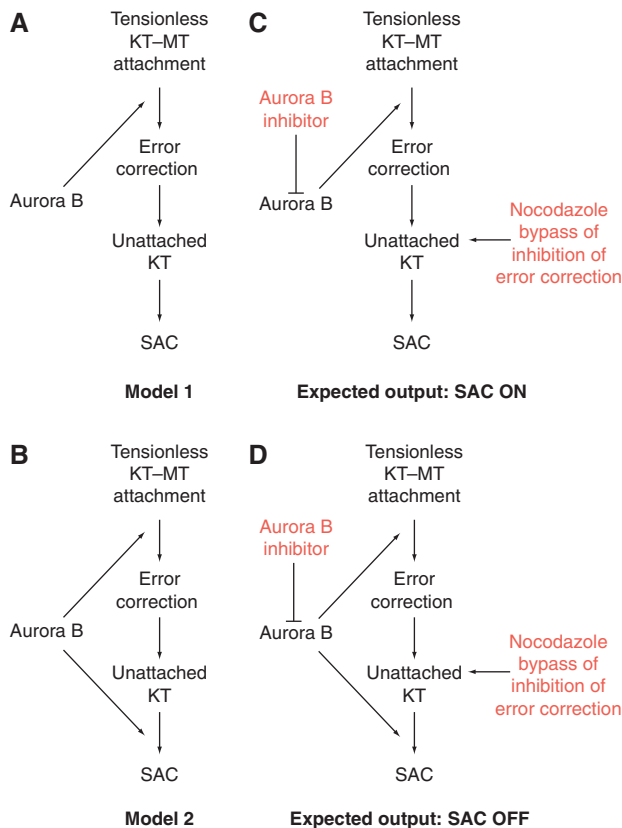 A
Tensionless
KT–MT
attachment
Error
correction
Aurora B
Unattached
KT
SAC
Model 1
C
Tensionless
KT–MT
attachment
Aurora B
inhibitor
Error
correction
Aurora B
Unattached
KT
Nocodazole
bypass of
inhibition of
error correction
SAC
Expected output: SAC ON
B
Tensionless
KT–MT
attachment
Error
correction
Aurora B
Unattached
KT
SAC
Model 2
D
Tensionless
KT–MT
attachment
Aurora B
inhibitor
Error
correction
Aurora B
Unattached
KT
Nocodazole
bypass of
inhibition of
error correction
SAC
Expected output: SAC OFF